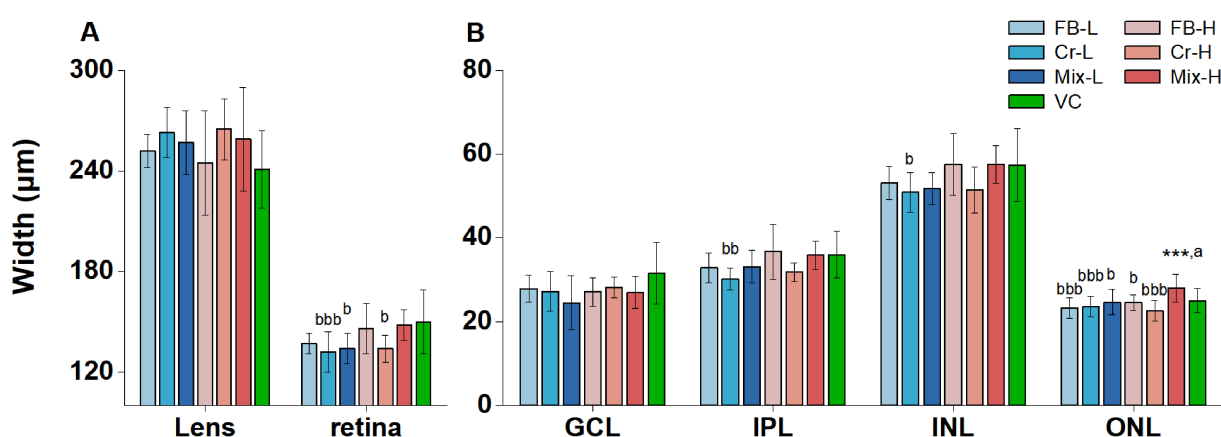 A
B
FB-L
FB-H
Cr-L
Cr-H
Mix-L
Mix-H
VC
Width (µm)
300
240
180
120
80
60
40
20
0
bbb
b
b
bb
b
bbb
bbb
b
b
bbb
***,a
Lens
retina
GCL
IPL
INL
ONL